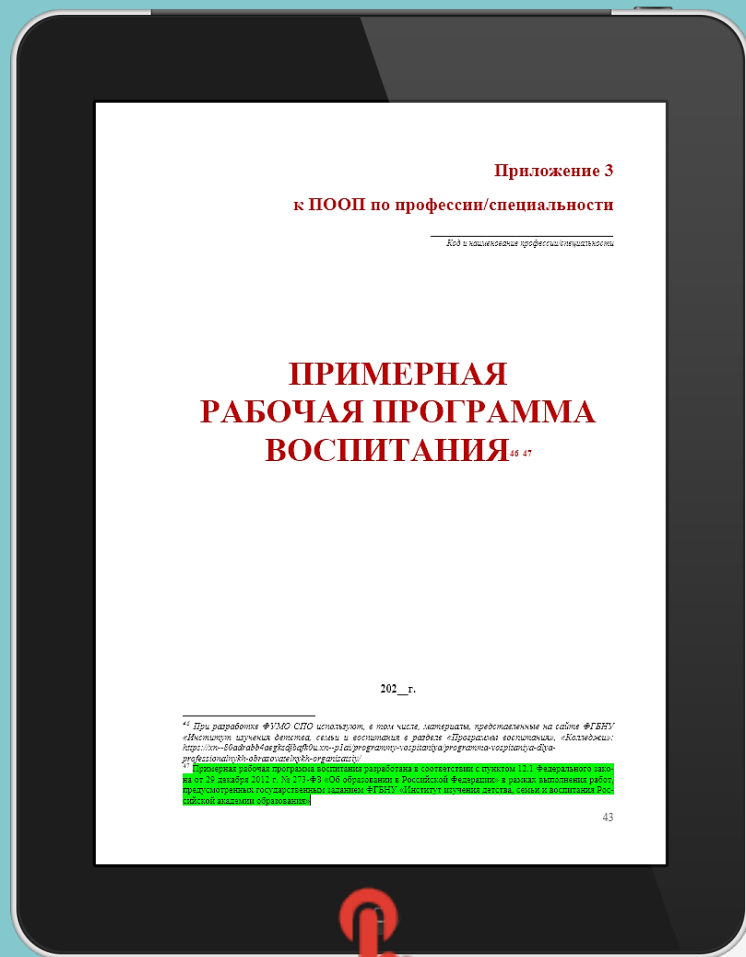 Приложение 3
к ПООП по профессии/специальности
Код и наименование профессии/специальности
ПРИМЕРНАЯ
РАБОЧАЯ ПРОГРАММА
ВОСПИТАНИЯ46 47
202__г.
46 При разработке ФУМО СПО используют, в том числе, материалы, представленные на сайте ФГБНУ
«Институт изучения детства, семьи и воспитания в разделе «Программы воспитания», «Колледжи»:
professionalnykh-obrazovatelnykh-organizatsiy/
47 Примерная рабочая программа воспитания разработана в соответствии с пунктом 12.1 Федерального зако-
на от 29 декабря 2012 г. № 273-ФЗ «Об образовании в Российской Федерации» в рамках выполнения работ,
предусмотренных государственным заданием ФГБНУ «Институт изучения детства, семьи и воспитания Рос-
сийской академии образования»
43